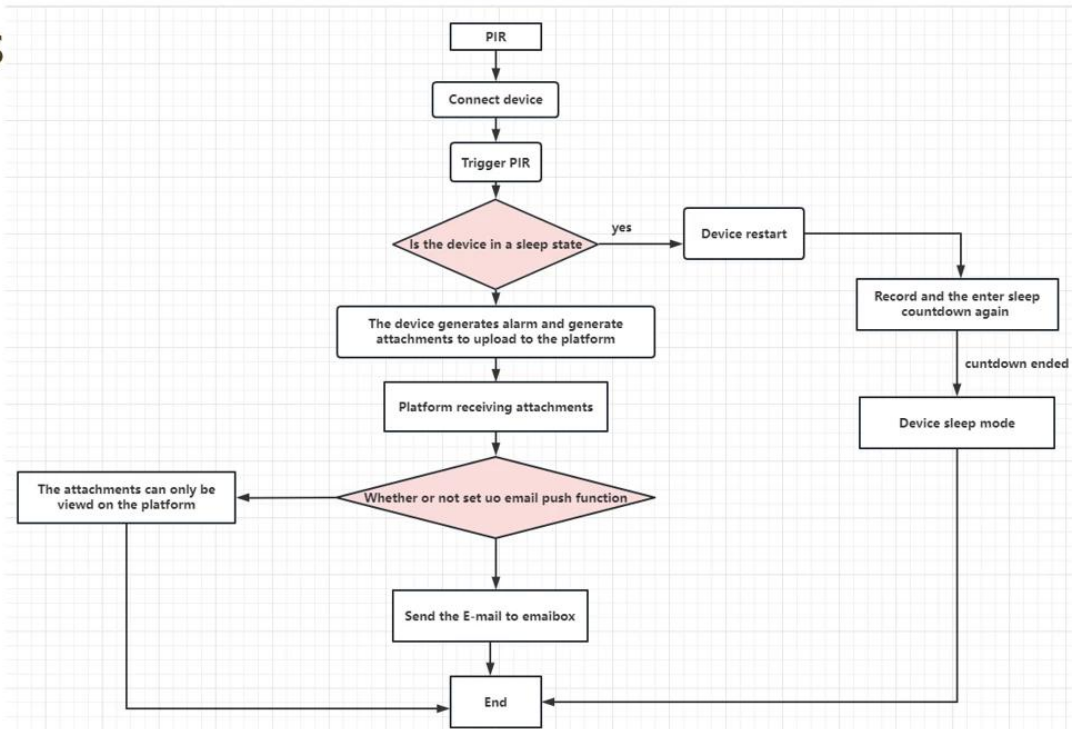 PIR
Connect device
Trigger PIR
Is the device in a sleep state
yes
Device restart
Record and the enter sleep
countdown again
cuntdown ended
Device sleep mode
The device generates alarm and generate
attachments to upload to the platform
Platform receiving attachments
Whether or not set uo email push function
The attachments can only be
viewd on the platform
Send the E-mail to emaibox
End